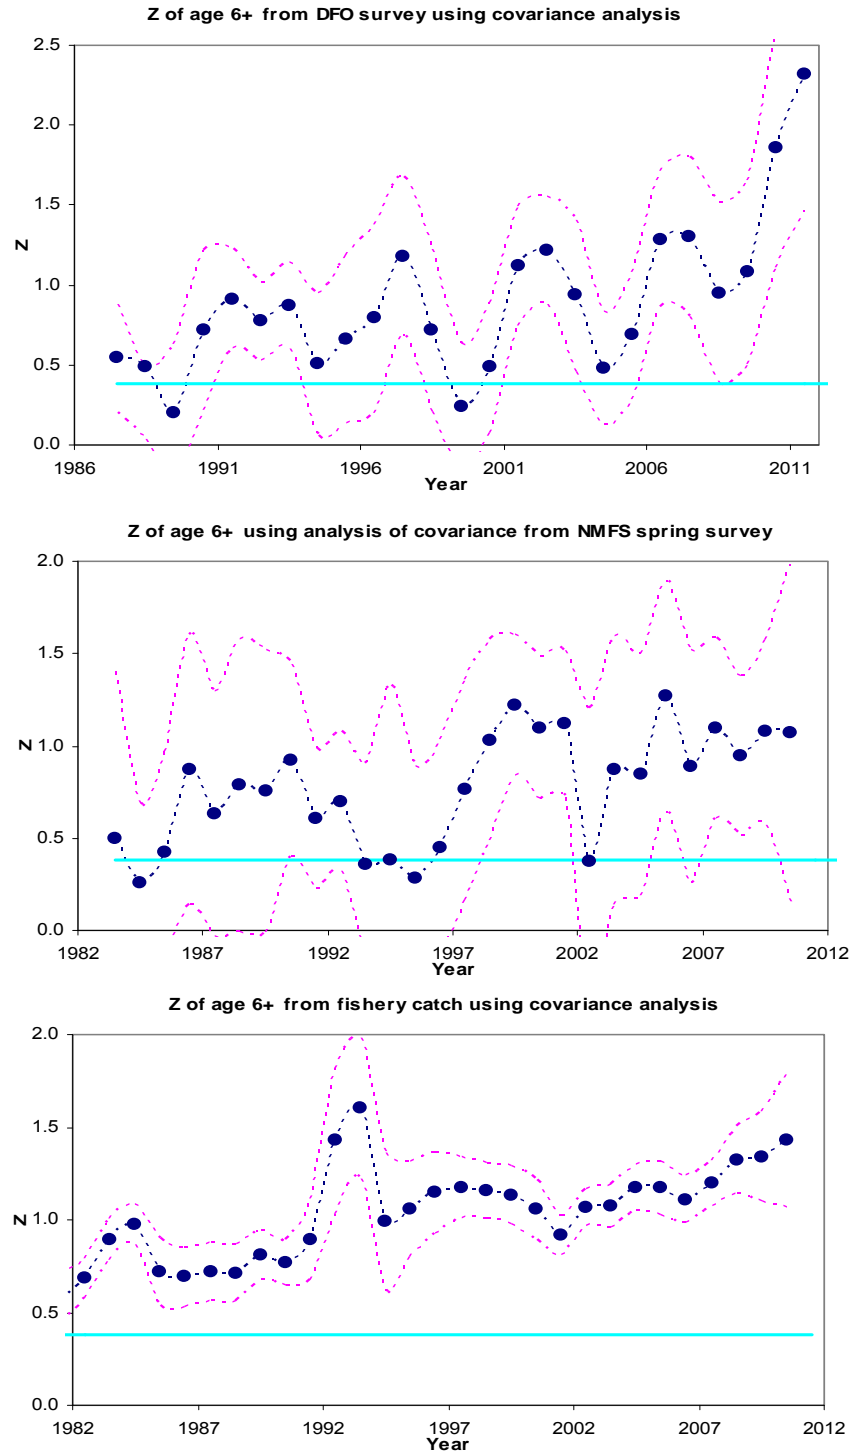 Z of age 6+ from DFO survey using covariance analysis
2.5
2.0
1.5
Z
1.0
0.5
0.0
1986 1991 1996 2001 2006 2011
Year
Z of age 6+ using analysis of covariance from NMFS spring survey
2.0
1.5
Z
1.0
0.5
0.0
1982 1987 1992 1997 2002 2007 2012
Year
Z of age 6+ from fishery catch using covariance analysis
2.0
1.5
Z
1.0
0.5
0.0
1982 1987 1992 1997 2002 2007 2012
Year